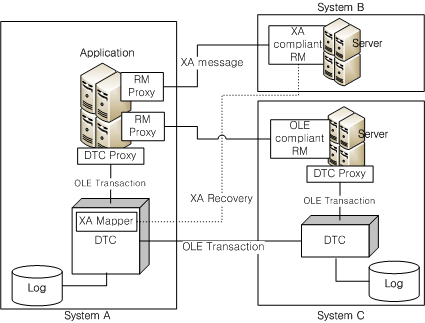 System B
Application
XA compliant RM
Server
RM Proxy
XA message
RM Proxy
OLE compliant RM
Server
DTC Proxy
DTC Proxy
OLE Transaction
XA Recovery
OLE Transaction
XA Mapper
DTC
OLE Transaction
DTC
Log
Log
System A
System C